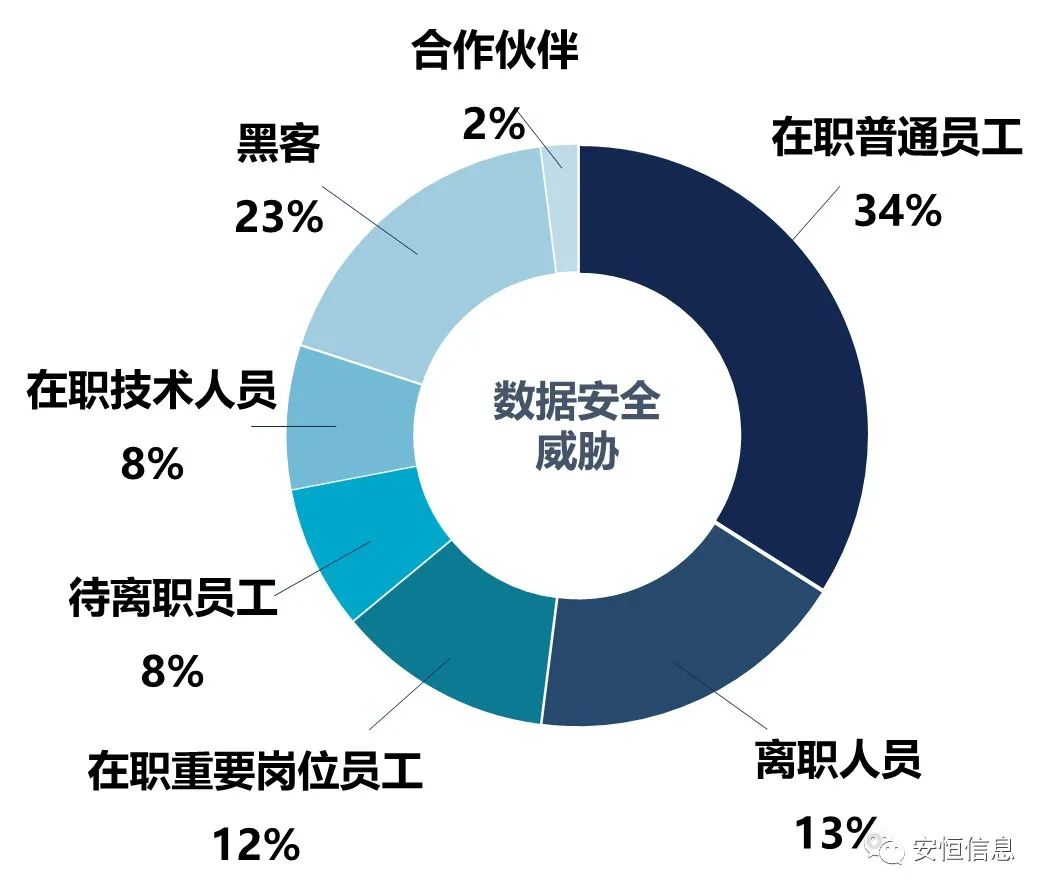 合作伙伴
2%
在职普通员工
34%
黑客
23%
在职技术人员
8%
数据安全
威胁
待离职员工
8%
在职重要岗位员工
12%
离职人员
13%
安恒信息